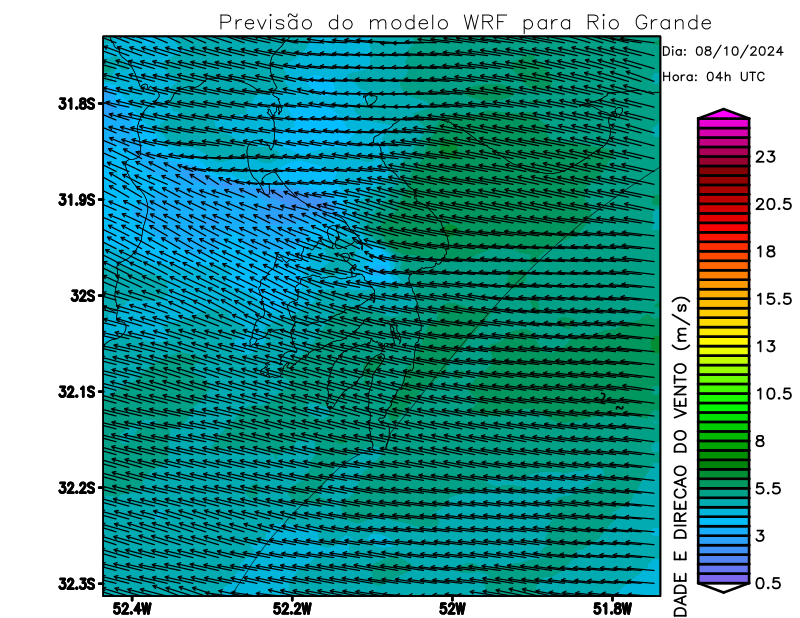 Previsão do modelo WRF para Rio Grande
Dia: 08/10/2024
Hora: 04h UTC
31.8S
31.9S
32S
32.1S
32.2S
32.3S
52.4W
52.2W
52W
51.8W
23
20.5
18
15.5
13
10.5
8
5.5
3
0.5
DADE E DIRECAO DO VENTO (m/s)